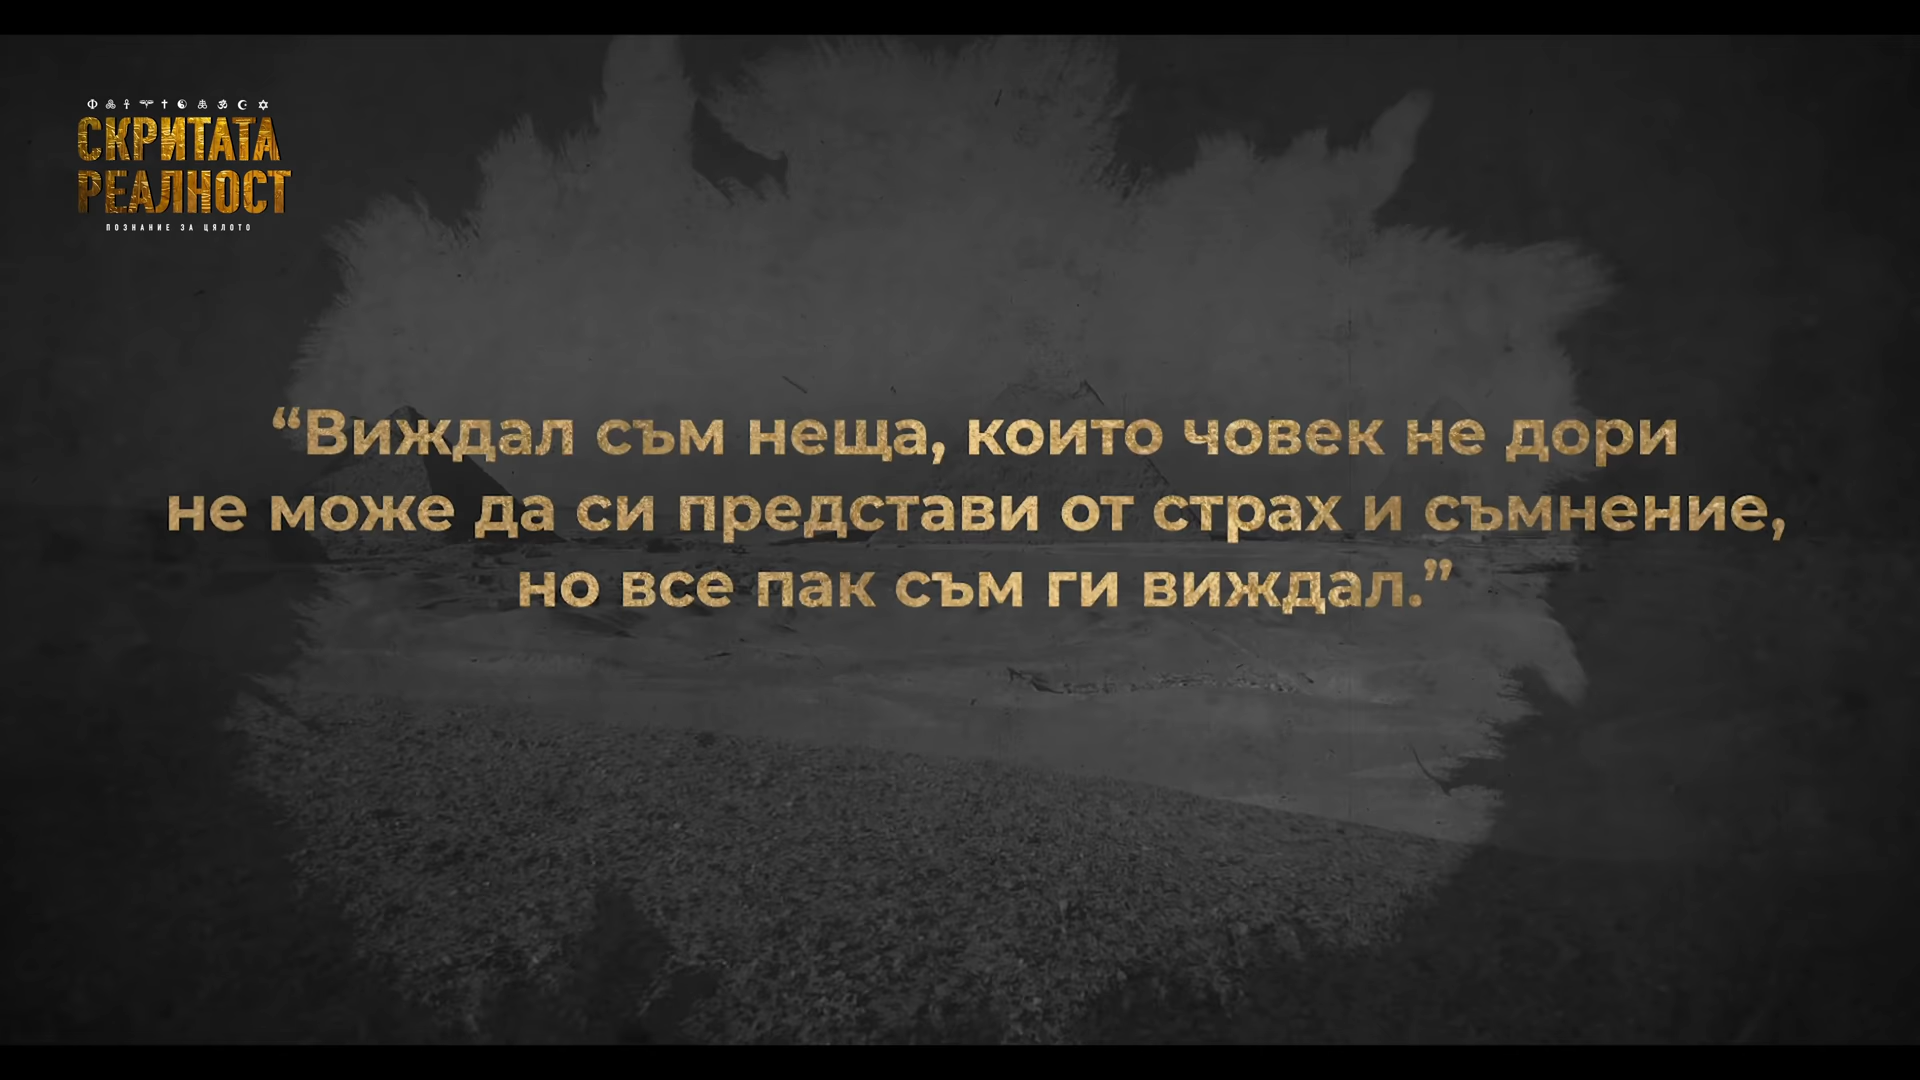 СКРИТАТА
РЕАЛНОСТ
ПОЗНАНИЕ ЗА ЦЯЛОТО
“Виждал съм неща, които човек не дори
не може да си представи от страх и съмнение,
но все пак съм ги виждал.”